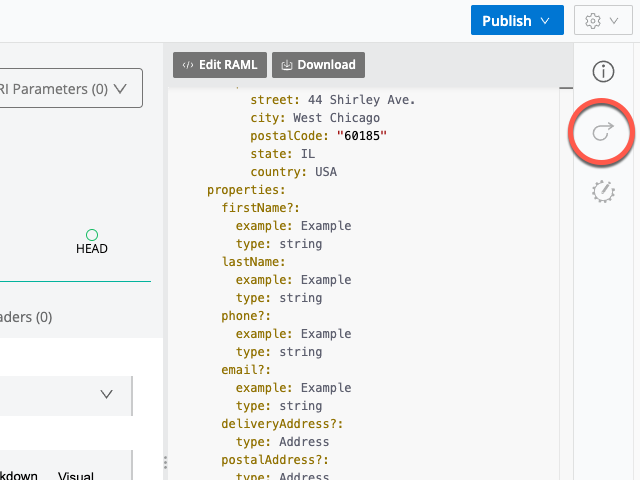 Publish
RI Parameters (0)
Edit RAML
Download
street: 44 Shirley Ave.
city: West Chicago
postalCode: "60185"
state: IL
country: USA
properties:
firstName?:
example: Example
type: string
lastName:
example: Example
type: string
phone?:
example: Example
type: string
email?:
example: Example
type: string
deliveryAddress?:
type: Address
postalAddress?:
type: Address
HEAD
aders (0)
kdown Visual